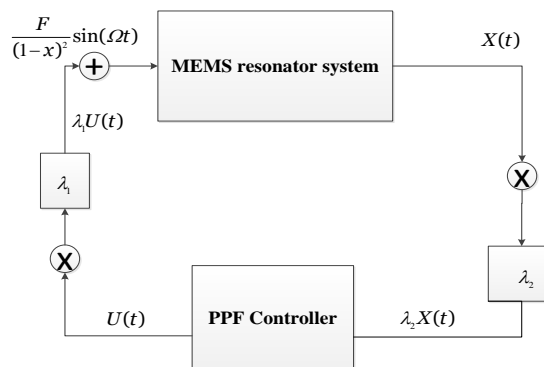 F/(1−x)² sin(Ωt)
+
MEMS resonator system
X(t)
λ₁U(t)
λ₁
X
X
λ₂
U(t)
PPF Controller
λ₂X(t)